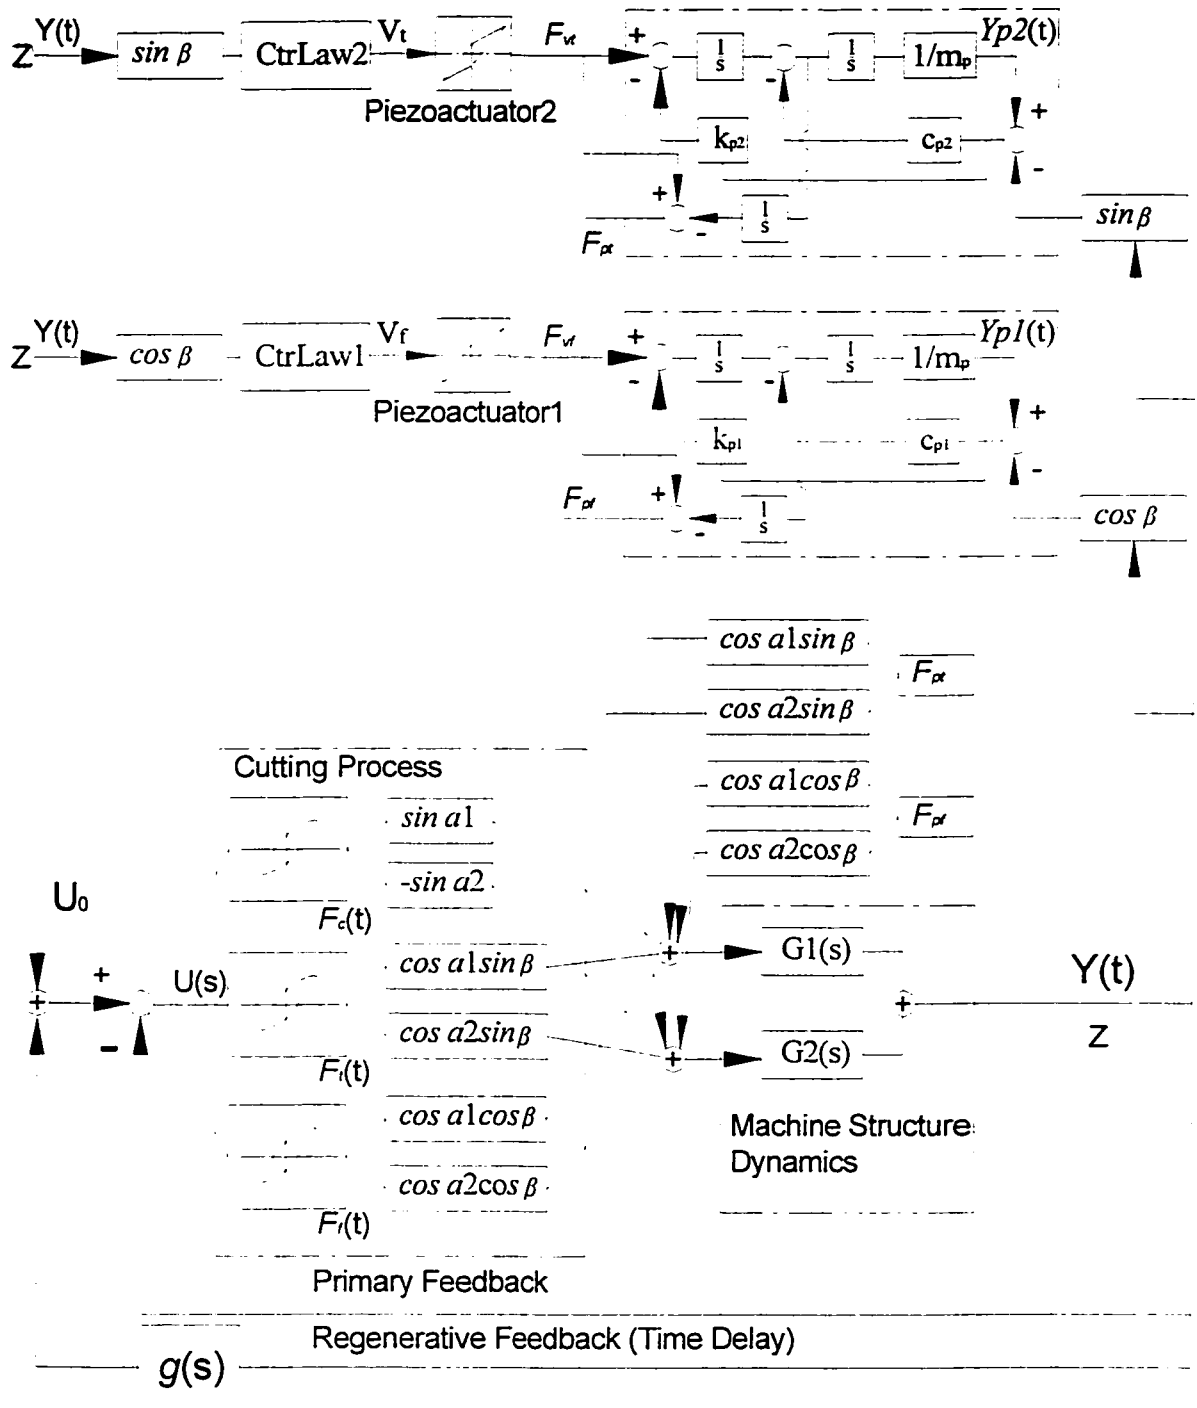 Y(t)
Z
sin β
CtrLaw2
Vt
Piezoactuator2
Fvt
+
-
1
s
-
1
s
1/mp
Yp2(t)
kp2
cp2
+
-
+
-
1
s
Fpt
sin β
Y(t)
Z
cos β
CtrLaw1
Vf
Piezoactuator1
Fvf
+
-
1
s
-
1
s
1/mp
Yp1(t)
kp1
cp1
+
-
+
-
1
s
Fpf
cos β
cos a1sin β
cos a2sin β
Fpt
cos a1cos β
cos a2cos β
Fpf
Cutting Process
sin a1
-sin a2
Fc(t)
U0
+
+
-
U(s)
cos a1sin β
cos a2sin β
Ft(t)
cos a1cos β
cos a2cos β
Ff(t)
+
G1(s)
+
G2(s)
+
Y(t)
Z
Machine Structure
Dynamics
Primary Feedback
Regenerative Feedback (Time Delay)
g(s)